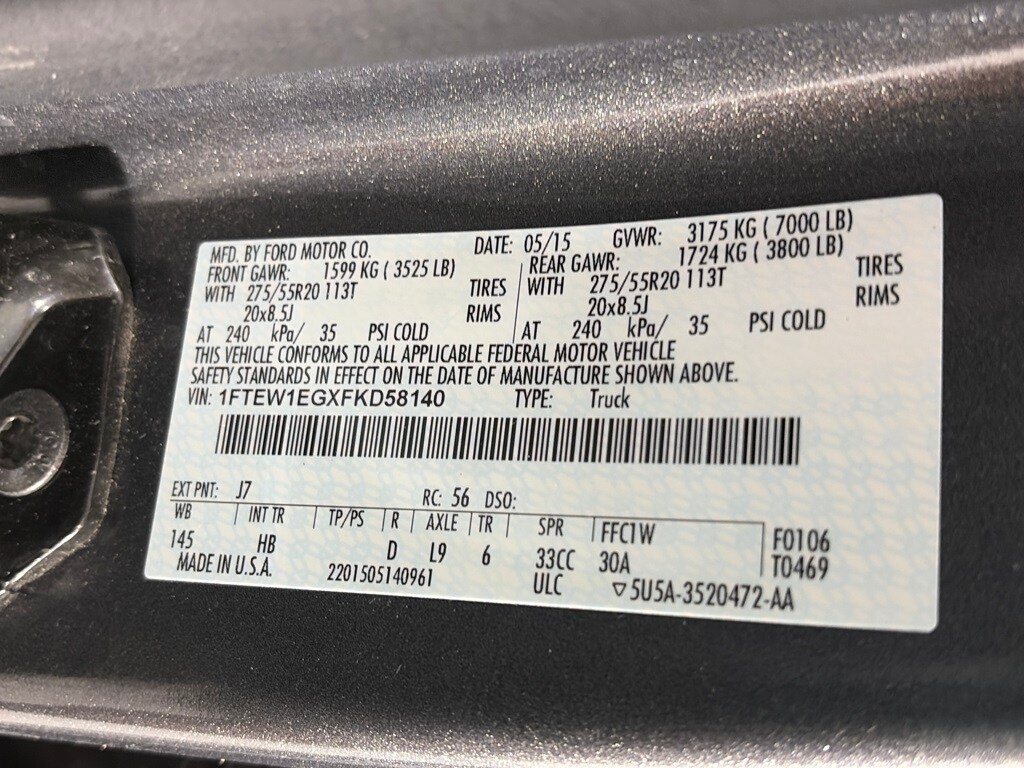 MFD. BY FORD MOTOR CO. DATE: 05/15 GVWR: 3175 KG ( 7000 LB)
FRONT GAWR: 1599 KG ( 3525 LB) REAR GAWR: 1724 KG ( 3800 LB)
WITH 275/55R20 113T TIRES WITH 275/55R20 113T TIRES
20x8.5J RIMS 20x8.5J RIMS
AT 240 kPa/ 35 PSI COLD AT 240 kPa/ 35 PSI COLD
THIS VEHICLE CONFORMS TO ALL APPLICABLE FEDERAL MOTOR VEHICLE
SAFETY STANDARDS IN EFFECT ON THE DATE OF MANUFACTURE SHOWN ABOVE.
VIN: 1FTEW1EGXFKD58140 TYPE: Truck
EXT PNT: J7 RC: 56 DSO:
WB INT TR TP/PS R AXLE TR SPR FFC1W F0106
145 HB D L9 6 33CC 30A T0469
MADE IN U.S.A. 2201505140961 ULC ▽5U5A-3520472-AA